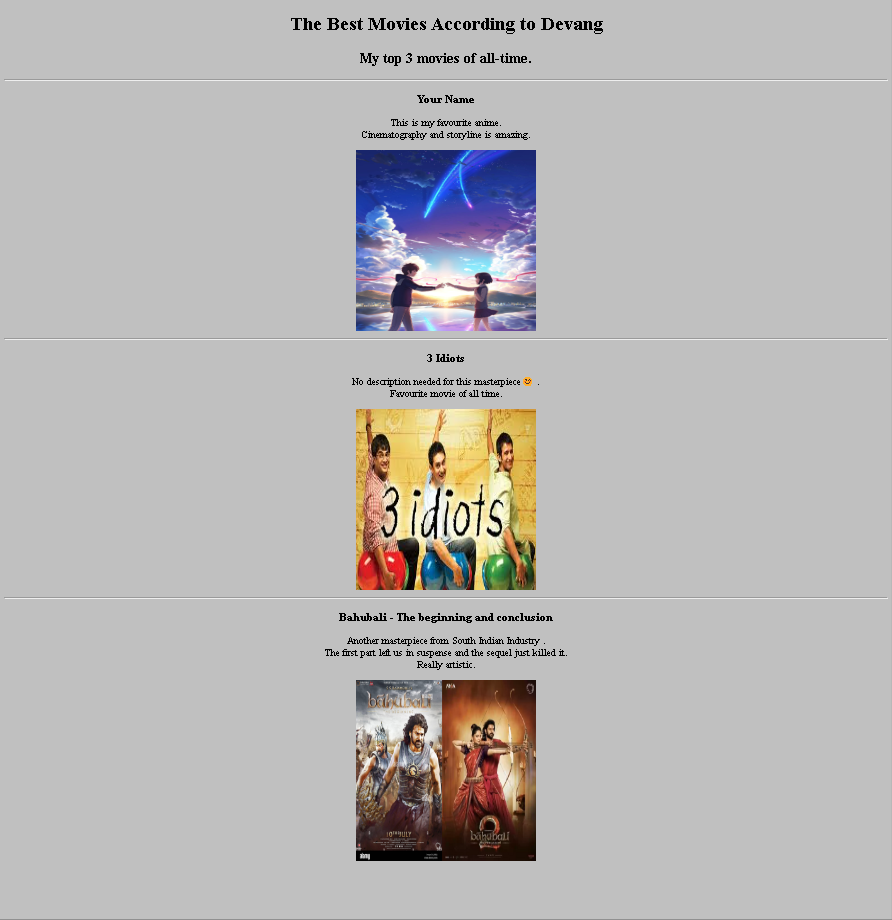 The Best Movies According to Devang
My top 3 movies of all-time.
Your Name
This is my favourite anime.
Cinematography and storyline is amazing.
3 Idiots
No description needed for this masterpiece 😊 .
Favourite movie of all time.
3 idiots
Bahubali - The beginning and conclusion
Another masterpiece from South Indian Industry .
The first part left us in suspense and the sequel just killed it.
Really artistic.
bahubali
10TH JULY
alamy
bahubali
2